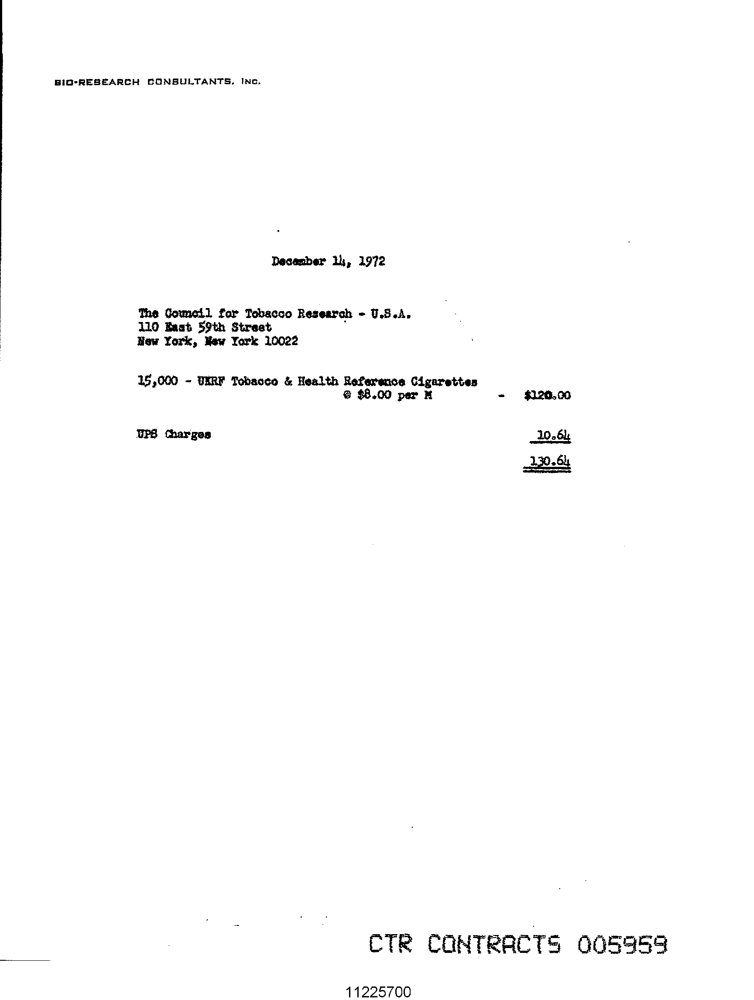 BIO-RESEARCH CONSULTANTS, INC.
December 14, 1972
The Council for Tobacco Research - U.S.A.
110 East 59th Street
New York, New York 10022
15,000 - UKRF Tobacco & Health Reference Cigarettes
@ $8.00 per M - $120.00
UPS Charges 10.64
130.64
CTR CONTRACTS 005959
11225700